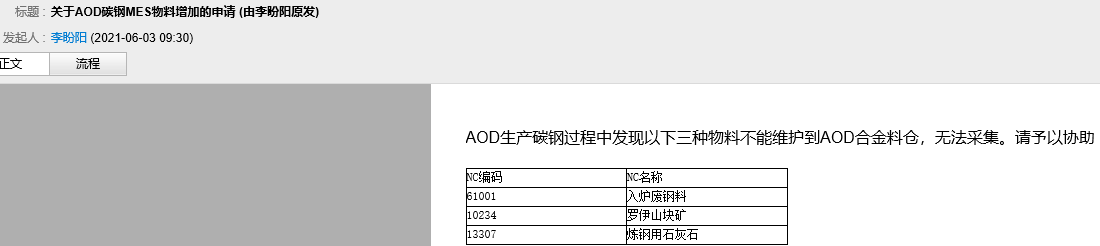 标题 : 关于AOD碳钢MES物料增加的申请 (由李盼阳原发)
发起人 : 李盼阳 (2021-06-03 09:30)
正文 流程
AOD生产碳钢过程中发现以下三种物料不能维护到AOD合金料仓，无法采集。请予以协助
NC编码 NC名称
61001 入炉废钢料
10234 罗伊山块矿
13307 炼钢用石灰石